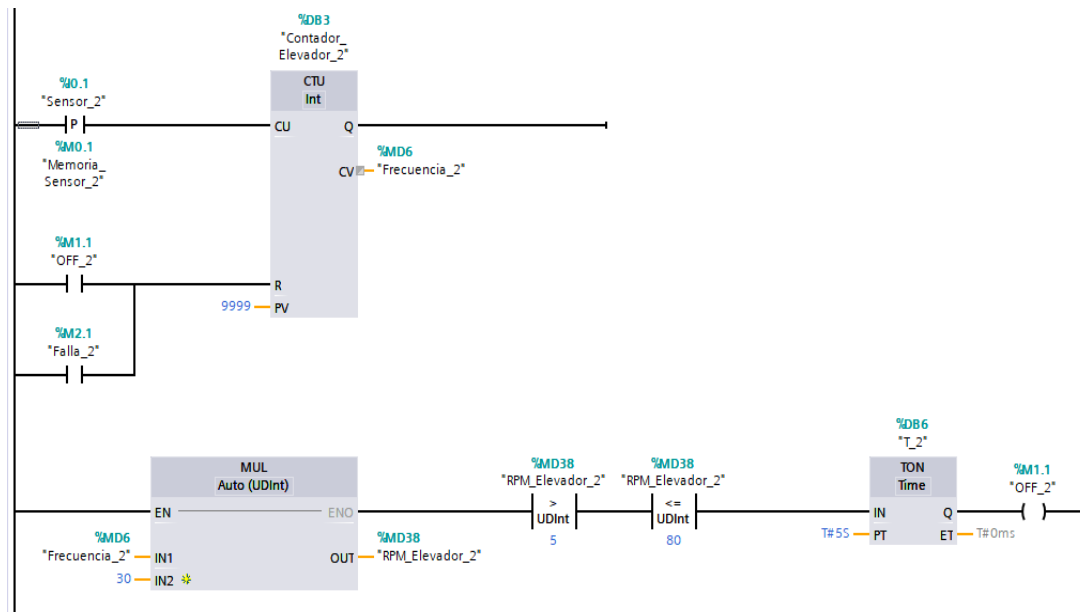 %DB3
"Contador_
Elevador_2"
CTU
Int
%I0.1
"Sensor_2"
P
%M0.1
"Memoria_
Sensor_2"
CU
Q
%MD6
CV
"Frecuencia_2"
%M1.1
"OFF_2"
R
9999
PV
%M2.1
"Falla_2"
MUL
Auto (UDInt)
EN
ENO
%MD6
"Frecuencia_2"
IN1
30
IN2
OUT
%MD38
"RPM_Elevador_2"
%MD38
"RPM_Elevador_2"
>
UDInt
5
%MD38
"RPM_Elevador_2"
<=
UDInt
80
%DB6
"T_2"
TON
Time
IN
Q
T#5S
PT
ET
T#0ms
%M1.1
"OFF_2"